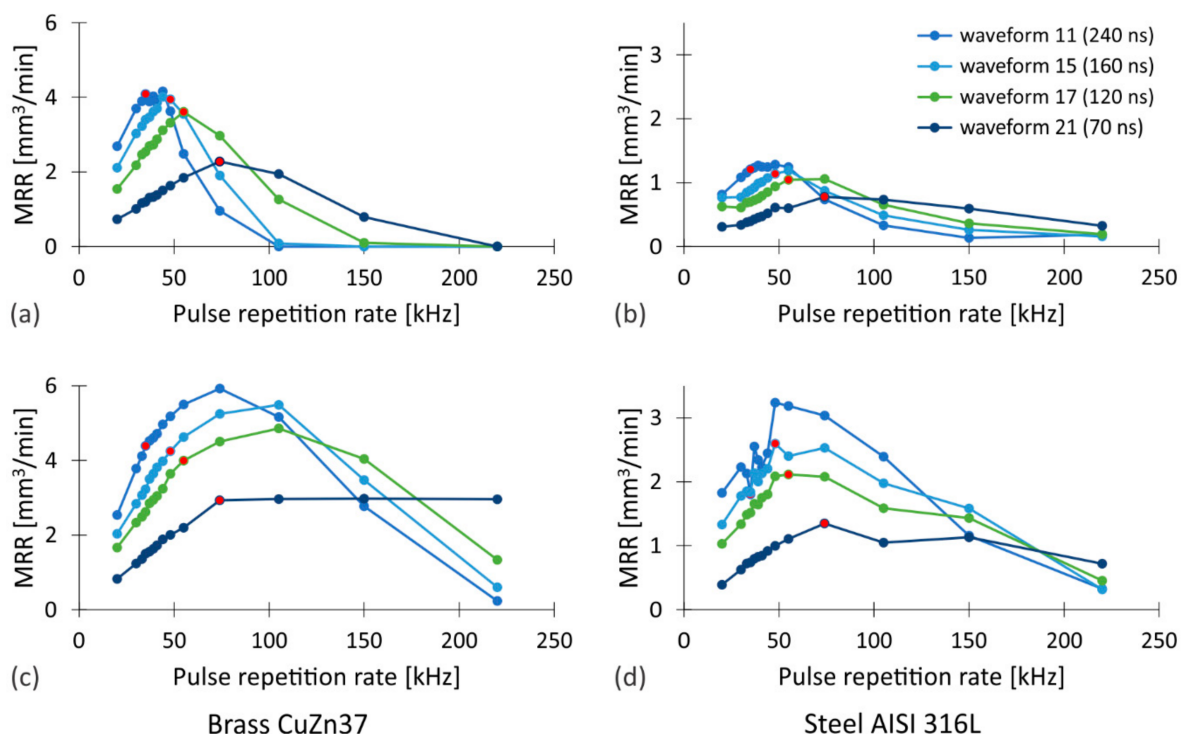 6
4
2
0
MRR [mm³/min]
0 50 100 150 200 250
(a) Pulse repetition rate [kHz]
3
2
1
0
MRR [mm³/min]
waveform 11 (240 ns)
waveform 15 (160 ns)
waveform 17 (120 ns)
waveform 21 (70 ns)
0 50 100 150 200 250
(b) Pulse repetition rate [kHz]
6
4
2
0
MRR [mm³/min]
0 50 100 150 200 250
(c) Pulse repetition rate [kHz]
Brass CuZn37
3
2
1
0
MRR [mm³/min]
0 50 100 150 200 250
(d) Pulse repetition rate [kHz]
Steel AISI 316L